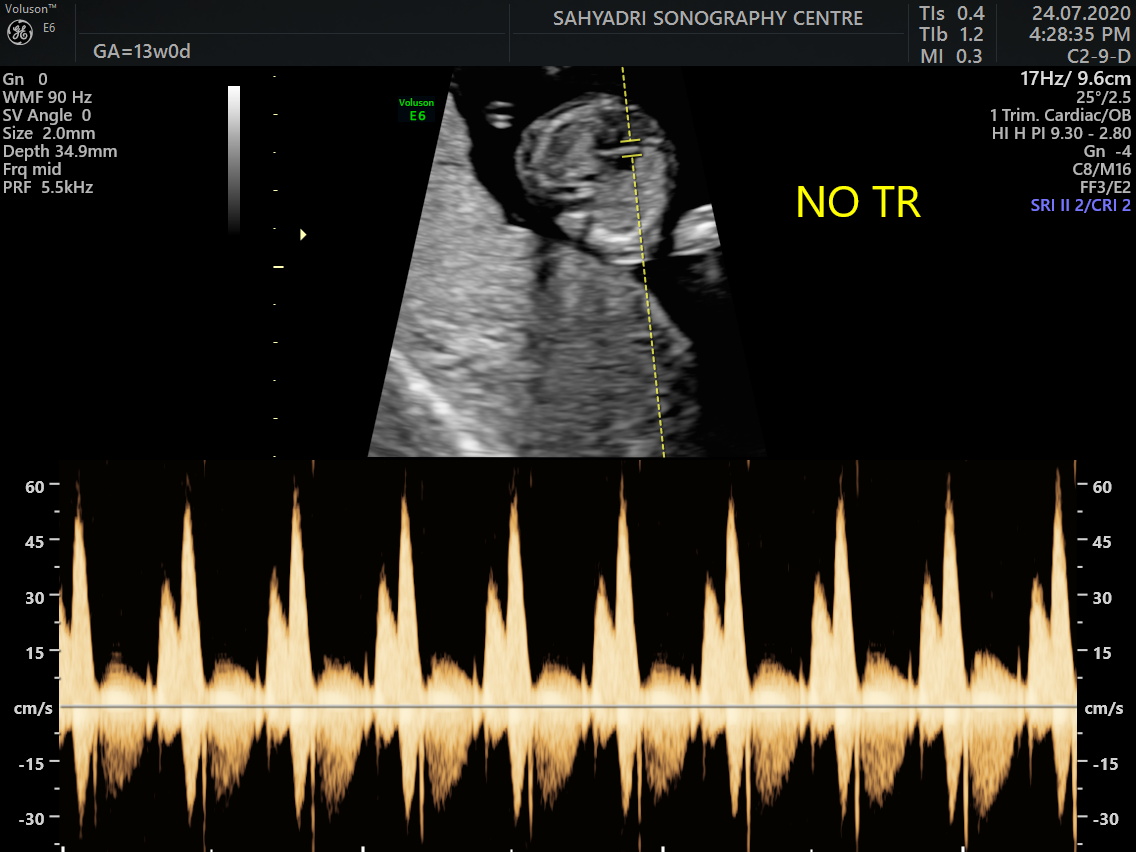 Voluson™
E6
GA=13w0d
SAHYADRI SONOGRAPHY CENTRE
TIs 0.4
TIb 1.2
MI 0.3
24.07.2020
4:28:35 PM
C2-9-D
Gn 0
WMF 90 Hz
SV Angle 0
Size 2.0mm
Depth 34.9mm
Frq mid
PRF 5.5kHz
Voluson
E6
17Hz/ 9.6cm
25°/2.5
1 Trim. Cardiac/OB
HI H PI 9.30 - 2.80
Gn -4
C8/M16
FF3/E2
SRI II 2/CRI 2
NO TR
60
45
30
15
cm/s
-15
-30
60
45
30
15
cm/s
-15
-30